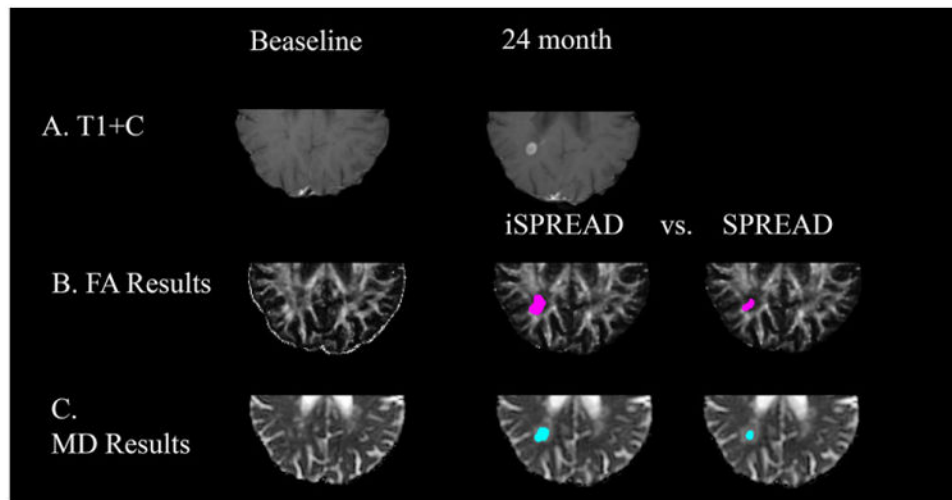 Beaseline 24 month
A. T1+C
iSPREAD vs. SPREAD
B. FA Results
C.
MD Results